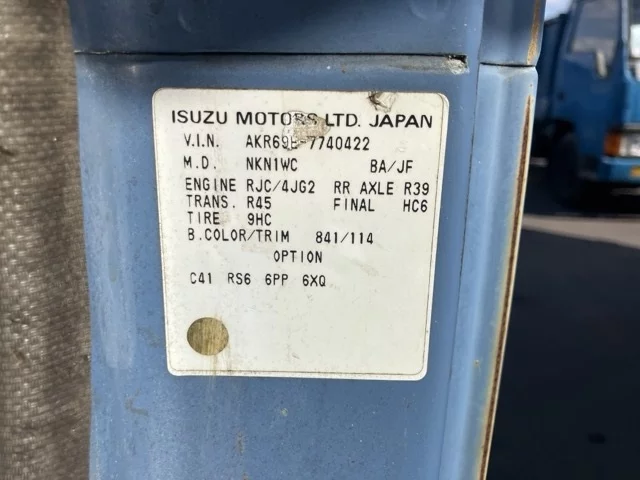 ISUZU MOTORS LTD. JAPAN
V.I.N. AKR69E-7740422
M.D. NKN1WC BA/JF
ENGINE RJC/4JG2 RR AXLE R39
TRANS. R45 FINAL HC6
TIRE 9HC
B.COLOR/TRIM 841/114
OPTION
C41 RS6 6PP 6XQ